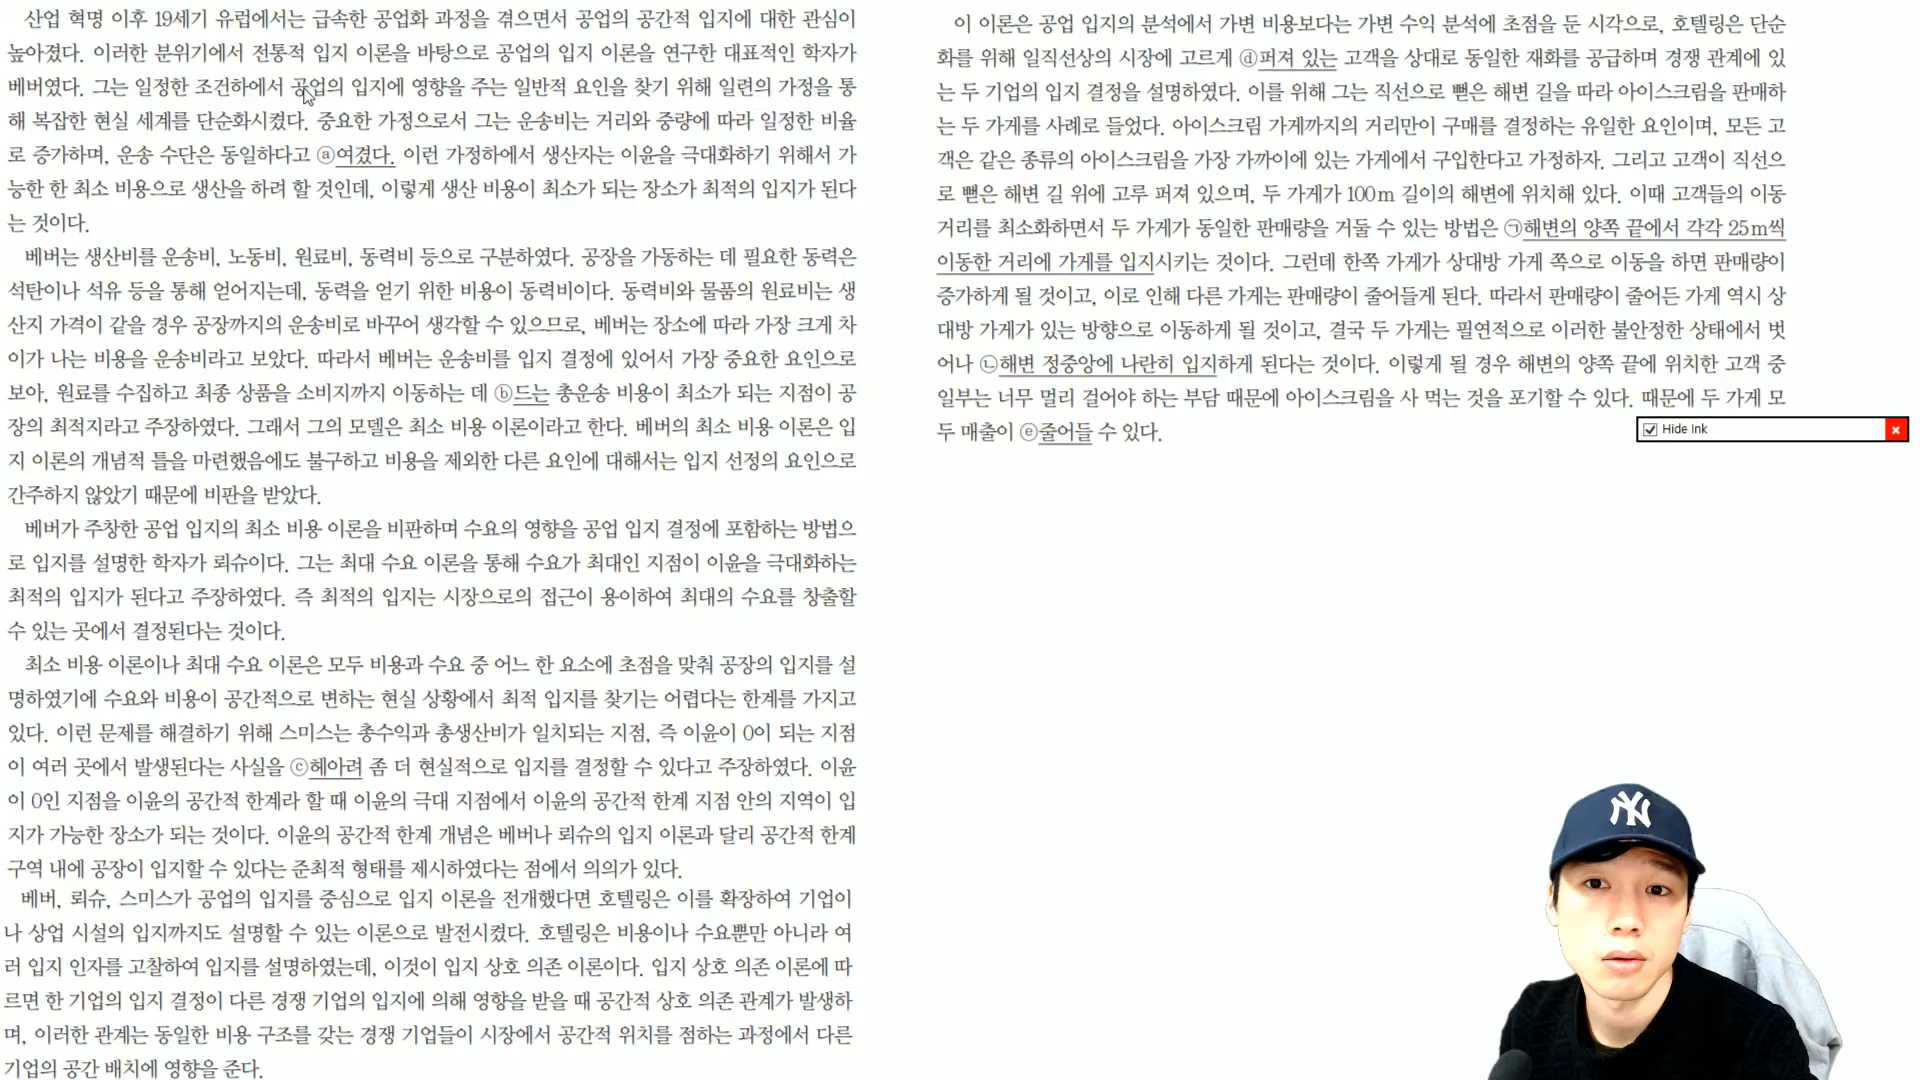 산업 혁명 이후 19세기 유럽에서는 급속한 공업화 과정을 겪으면서 공업의 공간적 입지에 대한 관심이
높아졌다. 이러한 분위기에서 전통적 입지 이론을 바탕으로 공업의 입지 이론을 연구한 대표적인 학자가
베버였다. 그는 일정한 조건하에서 공업의 입지에 영향을 주는 일반적 요인을 찾기 위해 일련의 가정을 통
해 복잡한 현실 세계를 단순화시켰다. 중요한 가정으로서 그는 운송비는 거리와 중량에 따라 일정한 비율
로 증가하며, 운송 수단은 동일하다고 ⓐ여겼다. 이런 가정하에서 생산자는 이윤을 극대화하기 위해서 가
능한 한 최소 비용으로 생산을 하려 할 것인데, 이렇게 생산 비용이 최소가 되는 장소가 최적의 입지가 된다
는 것이다.
베버는 생산비를 운송비, 노동비, 원료비, 동력비 등으로 구분하였다. 공장을 가동하는 데 필요한 동력은
석탄이나 석유 등을 통해 얻어지는데, 동력을 얻기 위한 비용이 동력비이다. 동력비와 물품의 원료비는 생
산지 가격이 같을 경우 공장까지의 운송비로 바꾸어 생각할 수 있으므로, 베버는 장소에 따라 가장 크게 차
이가 나는 비용을 운송비라고 보았다. 따라서 베버는 운송비를 입지 결정에 있어서 가장 중요한 요인으로
보아, 원료를 수집하고 최종 상품을 소비지까지 이동하는 데 ⓑ드는 총운송 비용이 최소가 되는 지점이 공
장의 최적지라고 주장하였다. 그래서 그의 모델은 최소 비용 이론이라고 한다. 베버의 최소 비용 이론은 입
지 이론의 개념적 틀을 마련했음에도 불구하고 비용을 제외한 다른 요인에 대해서는 입지 선정의 요인으로
간주하지 않았기 때문에 비판을 받았다.
베버가 주창한 공업 입지의 최소 비용 이론을 비판하며 수요의 영향을 공업 입지 결정에 포함하는 방법으
로 입지를 설명한 학자가 뢰슈이다. 그는 최대 수요 이론을 통해 수요가 최대인 지점이 이윤을 극대화하는
최적의 입지가 된다고 주장하였다. 즉 최적의 입지는 시장으로의 접근이 용이하여 최대의 수요를 창출할
수 있는 곳에서 결정된다는 것이다.
최소 비용 이론이나 최대 수요 이론은 모두 비용과 수요 중 어느 한 요소에 초점을 맞춰 공장의 입지를 설
명하였기에 수요와 비용이 공간적으로 변하는 현실 상황에서 최적 입지를 찾기는 어렵다는 한계를 가지고
있다. 이런 문제를 해결하기 위해 스미스는 총수익과 총생산비가 일치되는 지점, 즉 이윤이 0이 되는 지점
이 여러 곳에서 발생된다는 사실을 ⓒ헤아려 좀 더 현실적으로 입지를 결정할 수 있다고 주장하였다. 이윤
이 0인 지점을 이윤의 공간적 한계라 할 때 이윤의 극대 지점에서 이윤의 공간적 한계 지점 안의 지역이 입
지가 가능한 장소가 되는 것이다. 이윤의 공간적 한계 개념은 베버나 뢰슈의 입지 이론과 달리 공간적 한계
구역 내에 공장이 입지할 수 있다는 준최적 형태를 제시하였다는 점에서 의의가 있다.
베버, 뢰슈, 스미스가 공업의 입지를 중심으로 입지 이론을 전개했다면 호텔링은 이를 확장하여 기업이
나 상업 시설의 입지까지도 설명할 수 있는 이론으로 발전시켰다. 호텔링은 비용이나 수요뿐만 아니라 여
러 입지 인자를 고찰하여 입지를 설명하였는데, 이것이 입지 상호 의존 이론이다. 입지 상호 의존 이론에 따
르면 한 기업의 입지 결정이 다른 경쟁 기업의 입지에 의해 영향을 받을 때 공간적 상호 의존 관계가 발생하
며, 이러한 관계는 동일한 비용 구조를 갖는 경쟁 기업들이 시장에서 공간적 위치를 점하는 과정에서 다른
기업의 공간 배치에 영향을 준다.
이 이론은 공업 입지의 분석에서 가변 비용보다는 가변 수익 분석에 초점을 둔 시각으로, 호텔링은 단순
화를 위해 일직선상의 시장에 고르게 ⓓ퍼져 있는 고객을 상대로 동일한 재화를 공급하며 경쟁 관계에 있
는 두 기업의 입지 결정을 설명하였다. 이를 위해 그는 직선으로 뻗은 해변 길을 따라 아이스크림을 판매하
는 두 가게를 사례로 들었다. 아이스크림 가게까지의 거리만이 구매를 결정하는 유일한 요인이며, 모든 고
객은 같은 종류의 아이스크림을 가장 가까이에 있는 가게에서 구입한다고 가정하자. 그리고 고객이 직선으
로 뻗은 해변 길 위에 고루 퍼져 있으며, 두 가게가 100m 길이의 해변에 위치해 있다. 이때 고객들의 이동
거리를 최소화하면서 두 가게가 동일한 판매량을 거둘 수 있는 방법은 ㉠해변의 양쪽 끝에서 각각 25m씩
이동한 거리에 가게를 입지시키는 것이다. 그런데 한쪽 가게가 상대방 가게 쪽으로 이동을 하면 판매량이
증가하게 될 것이고, 이로 인해 다른 가게는 판매량이 줄어들게 된다. 따라서 판매량이 줄어든 가게 역시 상
대방 가게가 있는 방향으로 이동하게 될 것이고, 결국 두 가게는 필연적으로 이러한 불안정한 상태에서 벗
어나 ㉡해변 정중앙에 나란히 입지하게 된다는 것이다. 이렇게 될 경우 해변의 양쪽 끝에 위치한 고객 중
일부는 너무 멀리 걸어야 하는 부담 때문에 아이스크림을 사 먹는 것을 포기할 수 있다. 때문에 두 가게 모
두 매출이 ⓔ줄어들 수 있다.
Hide Ink
NY